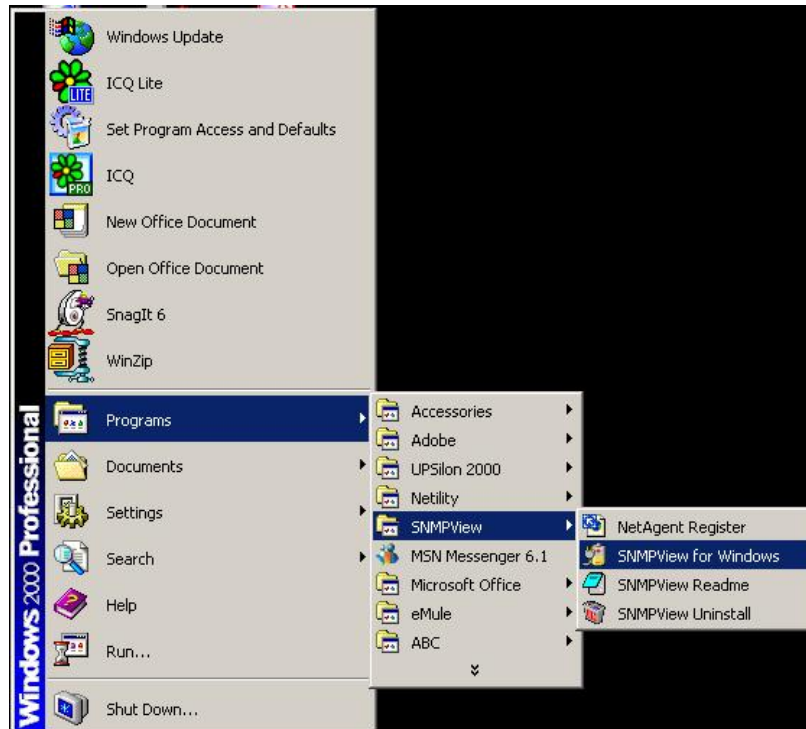 Windows Update
ICQ Lite
LITE
Set Program Access and Defaults
ICQ
PRO
New Office Document
Open Office Document
SnagIt 6
WinZip
Programs
Documents
Settings
Search
Help
Run...
Shut Down...
Windows 2000 Professional
Accessories
Adobe
UPSilon 2000
Netility
SNMPView
MSN Messenger 6.1
Microsoft Office
eMule
ABC
NetAgent Register
SNMPView for Windows
SNMPView Readme
SNMPView Uninstall